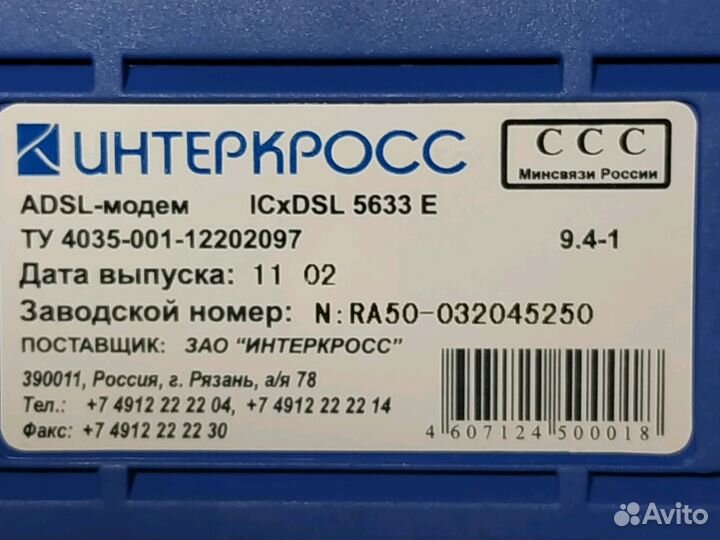 ИНТЕРКРОСС
С С С
Минсвязи России
ADSL-модем ICxDSL 5633 E
ТУ 4035-001-12202097 9.4-1
Дата выпуска: 11 02
Заводской номер: N:RA50-032045250
ПОСТАВЩИК: ЗАО "ИНТЕРКРОСС"
390011, Россия, г. Рязань, а/я 78
Тел.: +7 4912 22 22 04, +7 4912 22 22 14
Факс: +7 4912 22 22 30
4 607124 500018
Avito